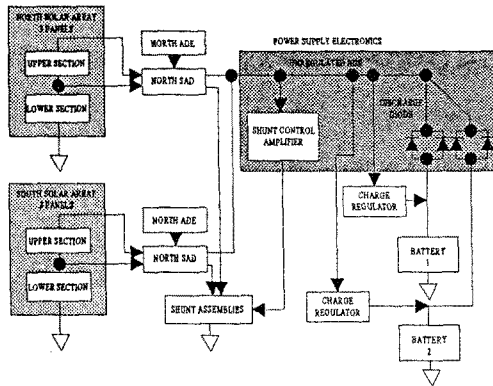 NORTH SOLAR ARRAY
3 PANELS
UPPER SECTION
LOWER SECTION
NORTH ADE
NORTH SAD
POWER SUPPLY ELECTRONICS
UNREGULATED BUS
SHUNT CONTROL
AMPLIFIER
DISCHARGE
DIODE
CHARGE
REGULATOR
BATTERY
1
SOUTH SOLAR ARRAY
3 PANELS
UPPER SECTION
LOWER SECTION
NORTH ADE
NORTH SAD
SHUNT ASSEMBLIES
CHARGE
REGULATOR
BATTERY
2